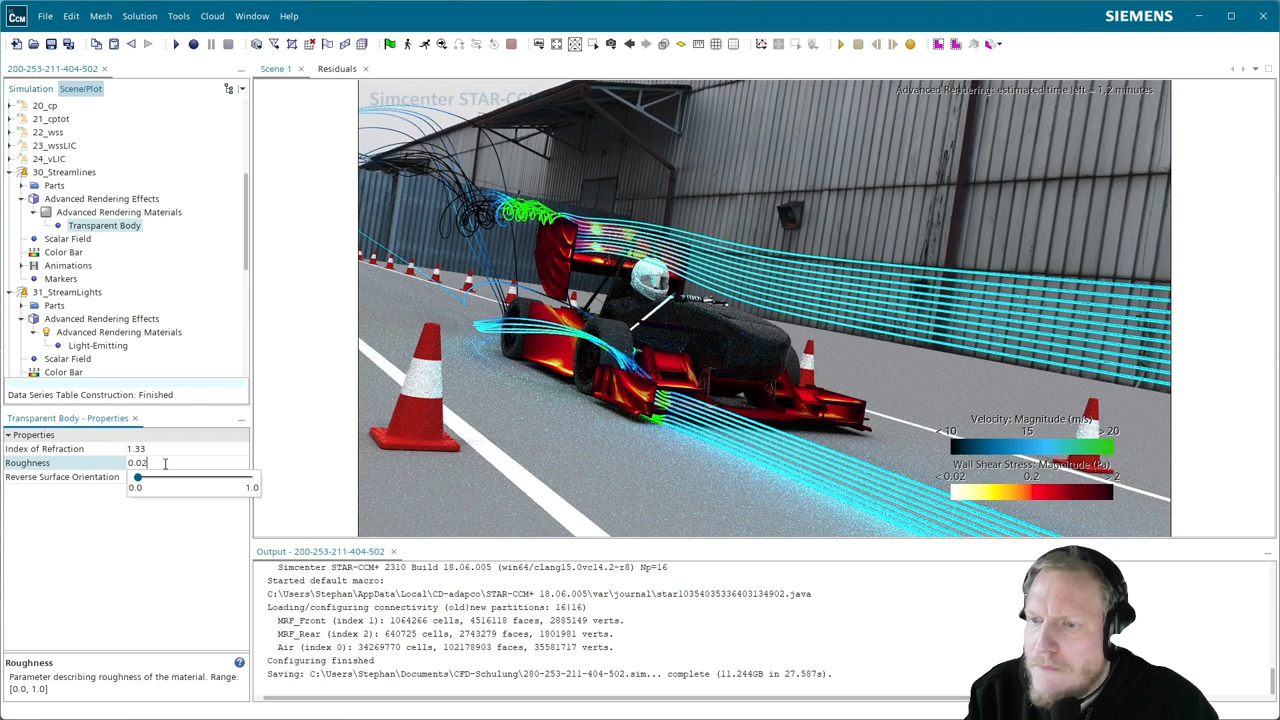 CCM
File Edit Mesh Solution Tools Cloud Window Help
SIEMENS
280-253-211-404-502
Scene 1 Residuals
Simulation Scene/Plot
20_cp
21_cptot
22_wss
23_wssLIC
24_vLIC
30_Streamlines
Parts
Advanced Rendering Effects
Advanced Rendering Materials
Transparent Body
Scalar Field
Color Bar
Animations
Markers
31_StreamLights
Parts
Advanced Rendering Effects
Advanced Rendering Materials
Light-Emitting
Scalar Field
Color Bar
Data Series Table Construction: Finished
Transparent Body - Properties
Properties
Index of Refraction 1.33
Roughness 0.02
Reverse Surface Orientation
0.0 1.0
Roughness
Parameter describing roughness of the material. Range:
[0.0, 1.0]
Simcenter STAR-CCM
Advanced Rendering: estimated time left ~ 1,2 minutes
Velocity: Magnitude (m/s)
< 10 15 > 20
Wall Shear Stress: Magnitude (Pa)
< 0.02 0.2 > 2
Output - 280-253-211-404-502
Simcenter STAR-CCM+ 2310 Build 18.06.005 (win64/clang15.0vc14.2-r8) Np=16
Started default macro:
C:\Users\Stephan\AppData\Local\CD-adapco\STAR-CCM+ 18.06.005\var\journal\star10354035336403134902.java
Loading/configuring connectivity (old|new partitions: 16|16)
MRF_Front (index 1): 1064266 cells, 4516118 faces, 2885149 verts.
MRF_Rear (index 2): 640725 cells, 2743279 faces, 1801981 verts.
Air (index 0): 34269770 cells, 102178903 faces, 35581717 verts.
Configuring finished
Saving: C:\Users\Stephan\Documents\CFD-Schulung\280-253-211-404-502.sim... complete (11.244GB in 27.587s).